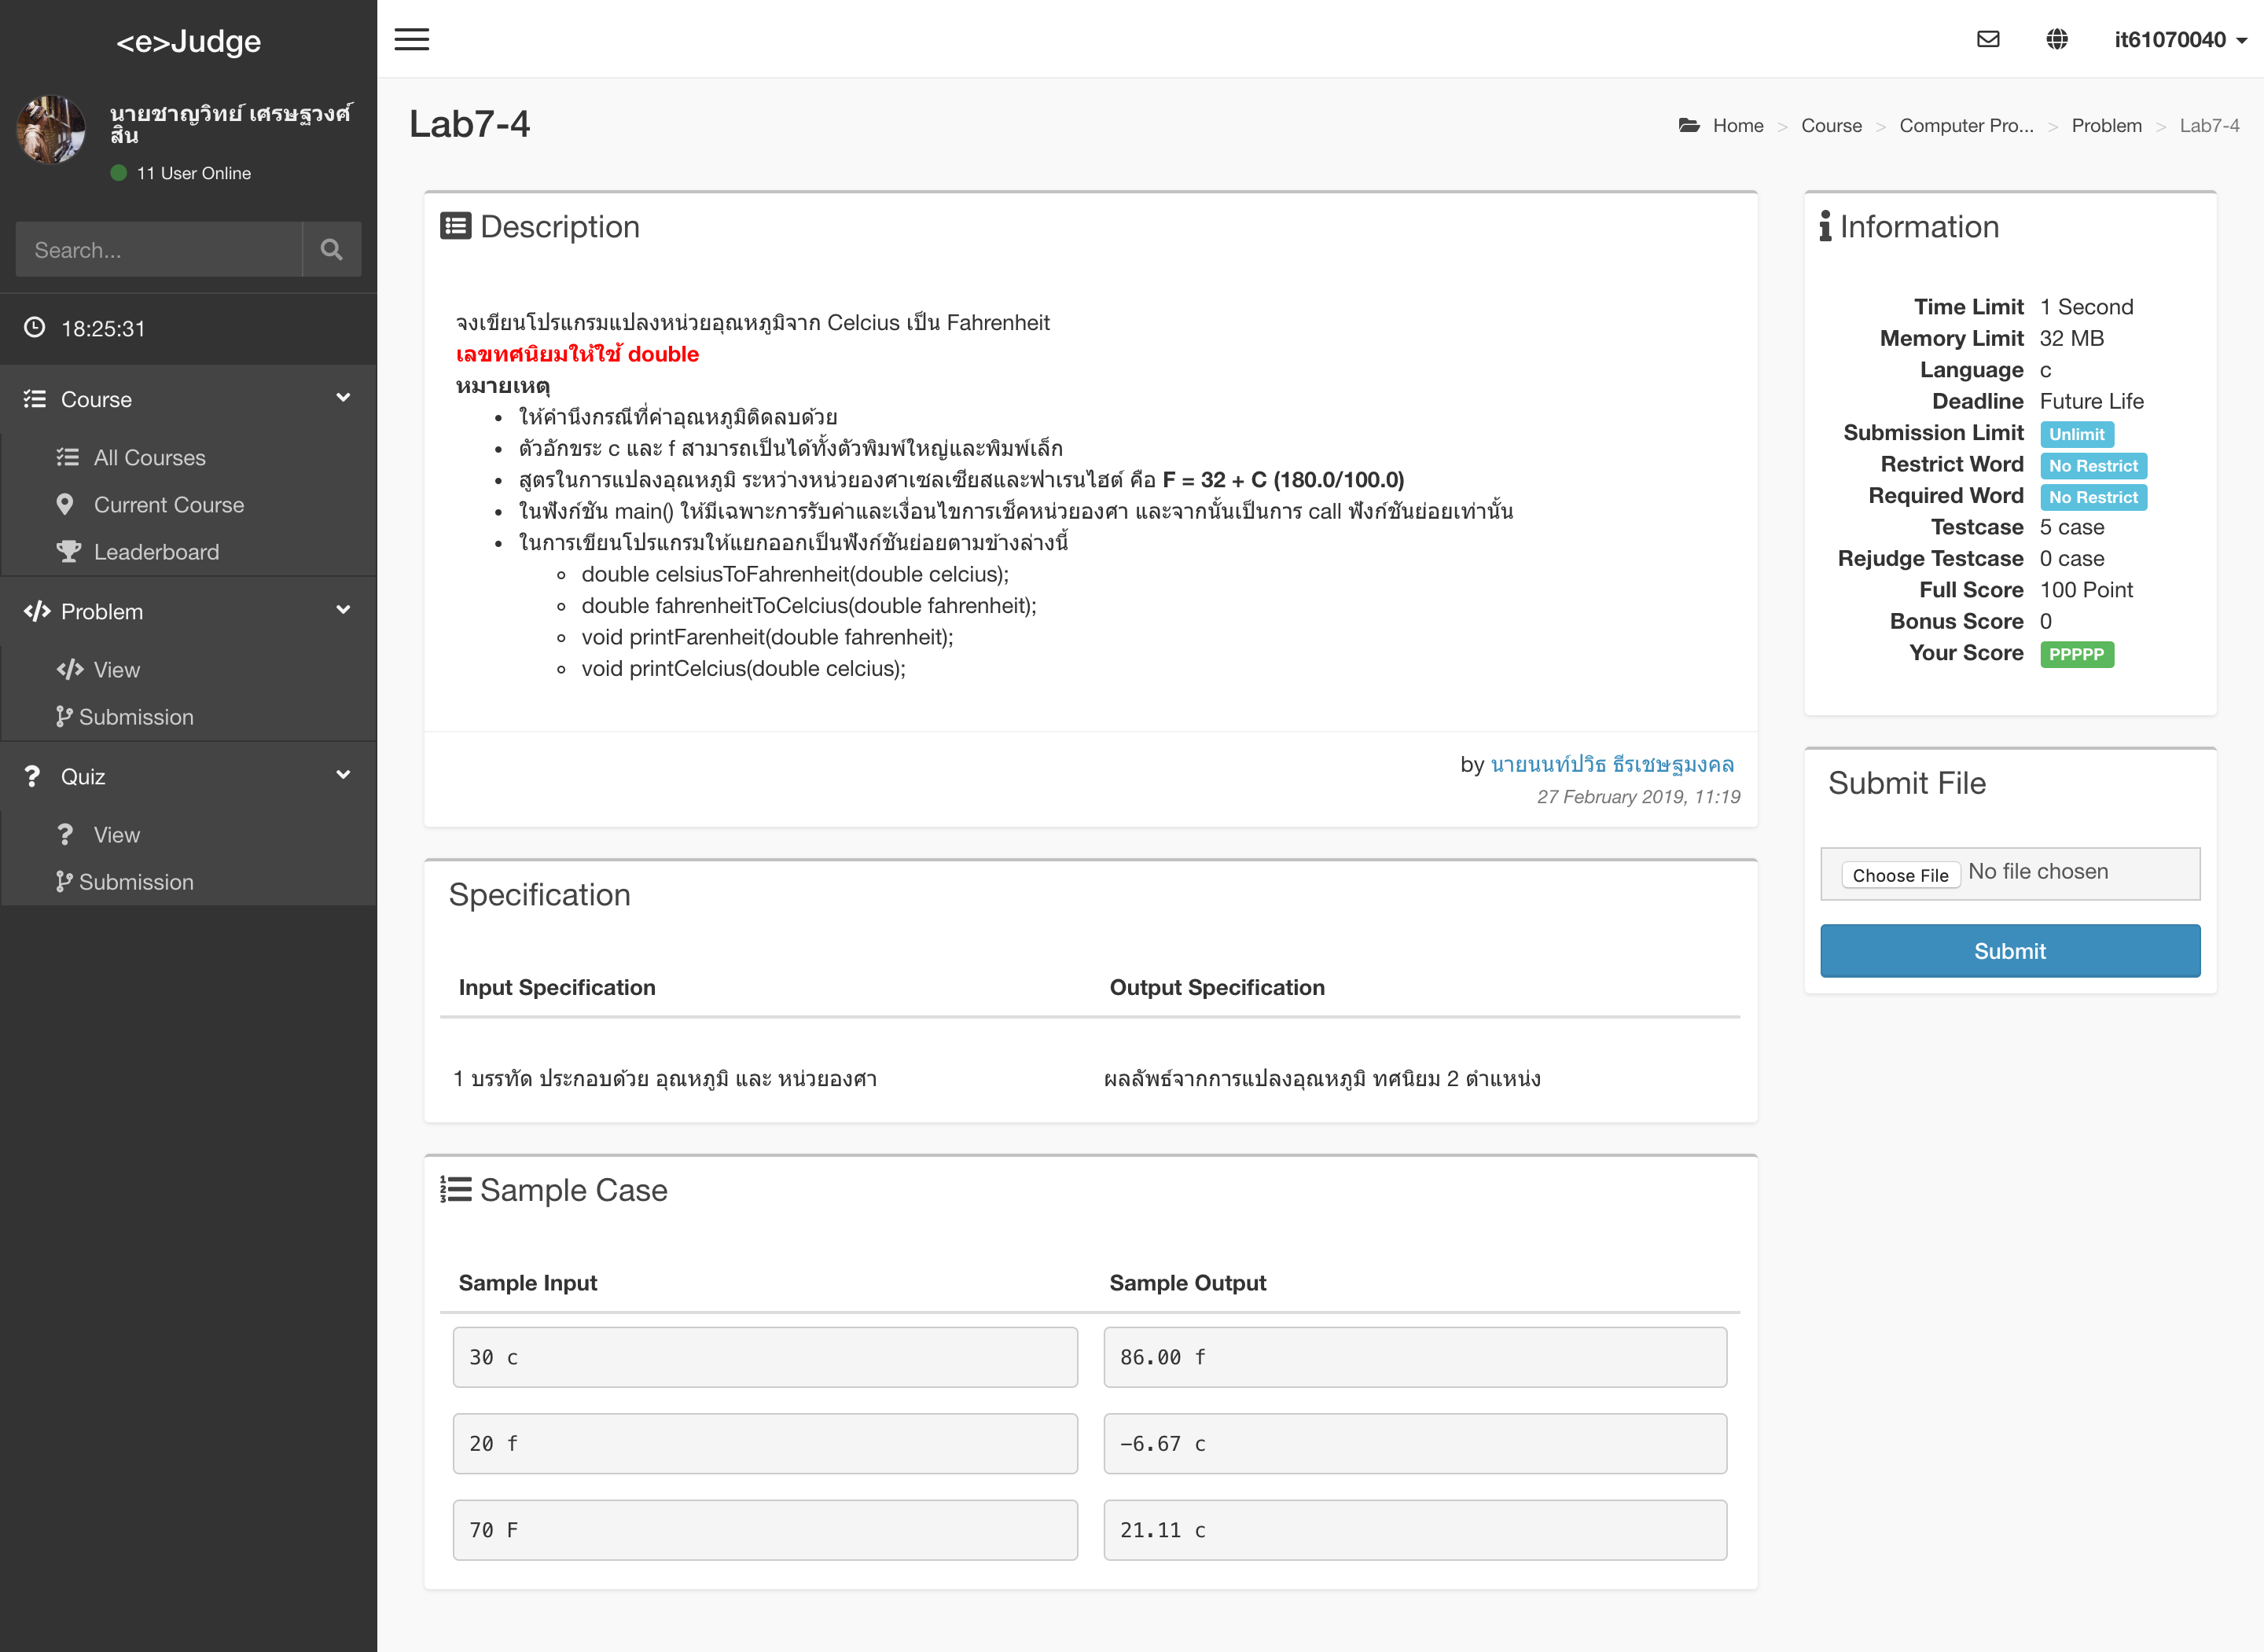 <e>Judge
it61070040
นายชาญวิทย์ เศรษฐวงศ์
สิน
11 User Online
Search...
18:25:31
Course
All Courses
Current Course
Leaderboard
Problem
View
Submission
Quiz
View
Submission
Lab7-4
Home > Course > Computer Pro... > Problem > Lab7-4
Description
จงเขียนโปรแกรมแปลงหน่วยอุณหภูมิจาก Celcius เป็น Fahrenheit
เลขทศนิยมให้ใช้ double
หมายเหตุ
ให้คำนึงกรณีที่ค่าอุณหภูมิติดลบด้วย
ตัวอักขระ c และ f สามารถเป็นได้ทั้งตัวพิมพ์ใหญ่และพิมพ์เล็ก
สูตรในการแปลงอุณหภูมิ ระหว่างหน่วยองศาเซลเซียสและฟาเรนไฮต์ คือ F = 32 + C (180.0/100.0)
ในฟังก์ชัน main() ให้มีเฉพาะการรับค่าและเงื่อนไขการเช็คหน่วยองศา และจากนั้นเป็นการ call ฟังก์ชันย่อยเท่านั้น
ในการเขียนโปรแกรมให้แยกออกเป็นฟังก์ชันย่อยตามข้างล่างนี้
double celsiusToFahrenheit(double celcius);
double fahrenheitToCelcius(double fahrenheit);
void printFarenheit(double fahrenheit);
void printCelcius(double celcius);
by นายนนท์ปวิธ ธีรเชษฐมงคล
27 February 2019, 11:19
Specification
Input Specification Output Specification
1 บรรทัด ประกอบด้วย อุณหภูมิ และ หน่วยองศา ผลลัพธ์จากการแปลงอุณหภูมิ ทศนิยม 2 ตำแหน่ง
Sample Case
Sample Input Sample Output
30 c 86.00 f
20 f -6.67 c
70 F 21.11 c
Information
Time Limit 1 Second
Memory Limit 32 MB
Language c
Deadline Future Life
Submission Limit Unlimit
Restrict Word No Restrict
Required Word No Restrict
Testcase 5 case
Rejudge Testcase 0 case
Full Score 100 Point
Bonus Score 0
Your Score PPPPP
Submit File
Choose File No file chosen
Submit